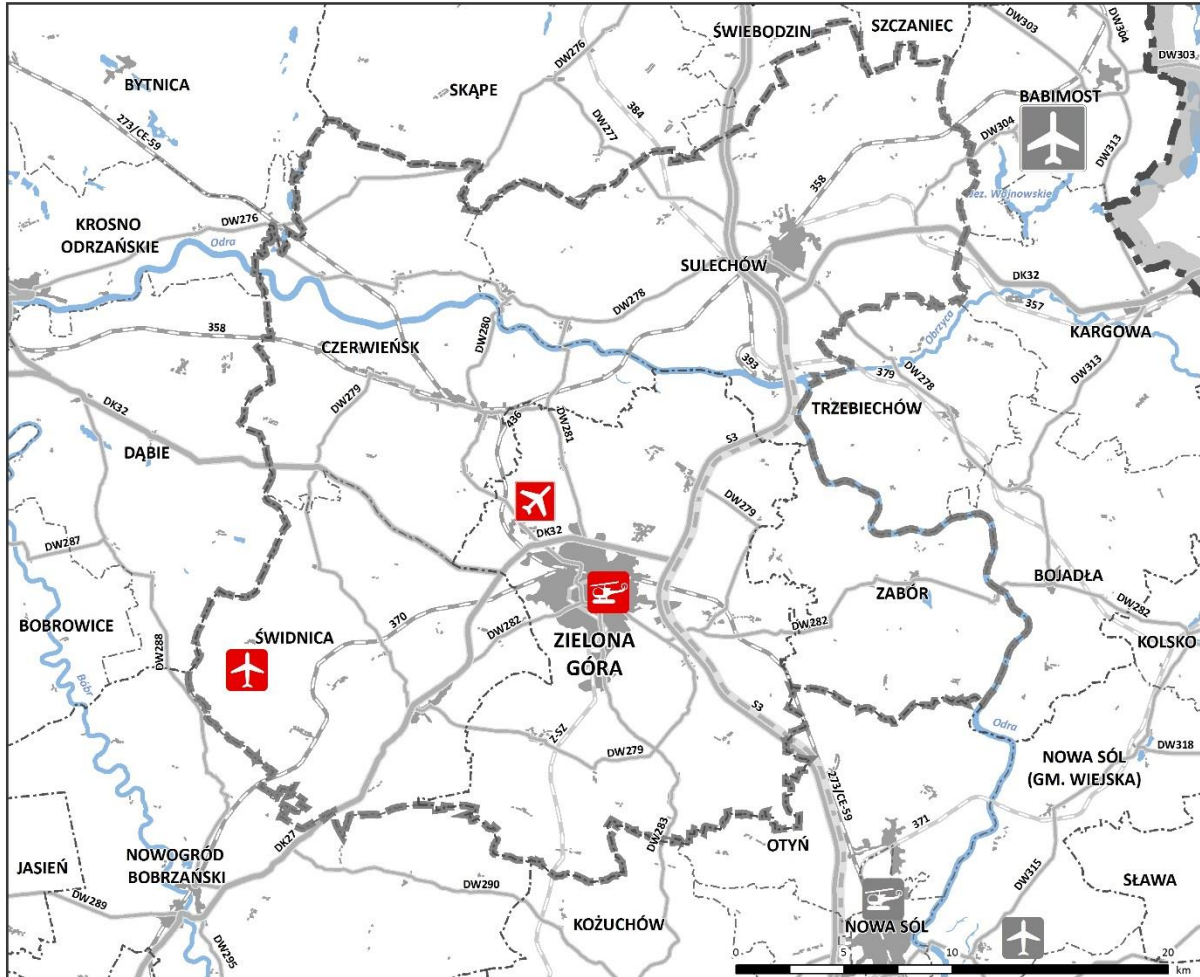 ŚWIEBODZIN
SZCZANIEC
DW276
DW303
DW304
DW303
BYTNICA
SKĄPE
BABIMOST
384
DW277
273/CE-59
DW304
DW313
358
Jez. Wojnowskie
KROSNO
ODRZAŃSKIE
DW276
Odra
SULECHÓW
DK32
DW278
357
KARGOWA
Obrzyca
358
CZERWIEŃSK
DW280
393
379
DW278
DW313
DW279
TRZEBIECHÓW
DK32
436
DW281
S3
DĄBIE
DW279
DK32
DW287
BOJADŁA
ZABÓR
DW282
BOBROWICE
370
DW282
DW282
KOLSKO
ŚWIDNICA
DW288
ZIELONA
GÓRA
Bóbr
S3
Z-SZ
Odra
DW279
DW318
NOWA SÓL
(GM. WIEJSKA)
273/CE-59
371
DW283
DK27
OTYŃ
NOWOGRÓD
BOBRZAŃSKI
JASIEŃ
DW290
DW315
SŁAWA
DW289
KOŻUCHÓW
NOWA SÓL
DW295
0
5
10
20
km